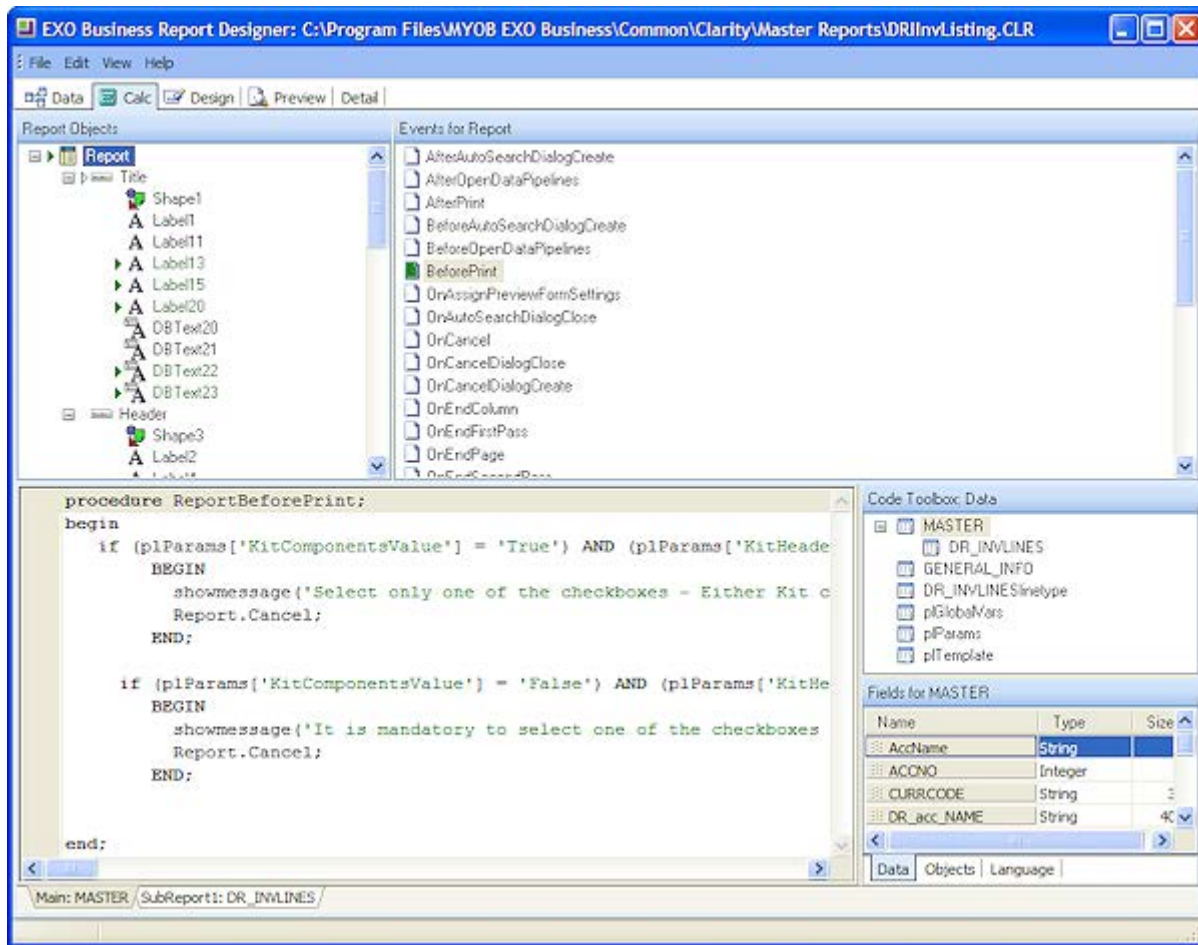 EXO Business Report Designer: C:\Program Files\MYOB EXO Business\Common\Clarity\Master Reports\DRIInvListing.CLR
File Edit View Help
Data Calc Design Preview Detail
Report Objects
Report
Title
Shape1
Label1
Label11
Label13
Label15
Label20
DBText20
DBText21
DBText22
DBText23
Header
Shape3
Label2
Events for Report
AfterAutoSearchDialogCreate
AfterOpenDataPipelines
AfterPrint
BeforeAutoSearchDialogCreate
BeforeOpenDataPipelines
BeforePrint
OnAssignPreviewFormSettings
OnAutoSearchDialogClose
OnCancel
OnCancelDialogClose
OnCancelDialogCreate
OnEndColumn
OnEndFirstPass
OnEndPage
OnEndSecondPass
procedure ReportBeforePrint;
begin
if (plParams['KitComponentsValue'] = 'True') AND (plParams['KitHeade
BEGIN
showmessage('Select only one of the checkboxes - Either Kit c
Report.Cancel;
END;
if (plParams['KitComponentsValue'] = 'False') AND (plParams['KitHe
BEGIN
showmessage('It is mandatory to select one of the checkboxes
Report.Cancel;
END;
end;
Code Toolbox: Data
MASTER
DR_INVLINES
GENERAL_INFO
DR_INVLINESlinetype
plGlobalVars
plParams
plTemplate
Fields for MASTER
Name Type Size
AccName String
ACCNO Integer
CURRCODE String
DR_acc_NAME String 40
Data Objects Language
Main: MASTER SubReport1: DR_INVLINES